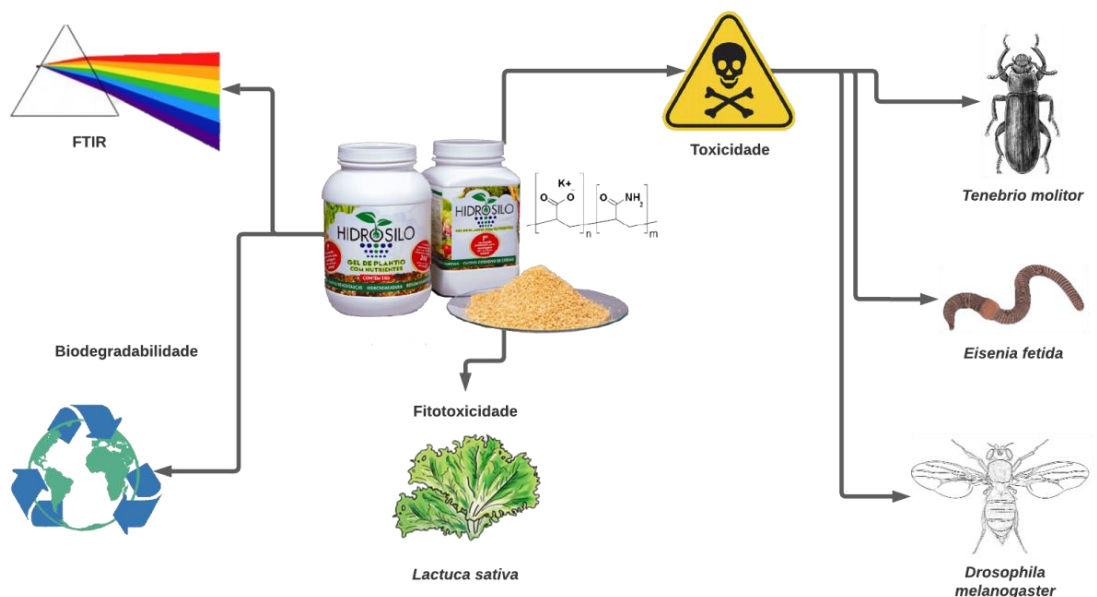 FTIR
Toxicidade
Tenebrio molitor
HIDROSILO
GEL DE PLANTIO
COM NUTRIENTES
HIDROSILO
K+
O
O-
O
NH2
n
m
Biodegradabilidade
Eisenia fetida
Fitotoxicidade
Lactuca sativa
Drosophila
melanogaster